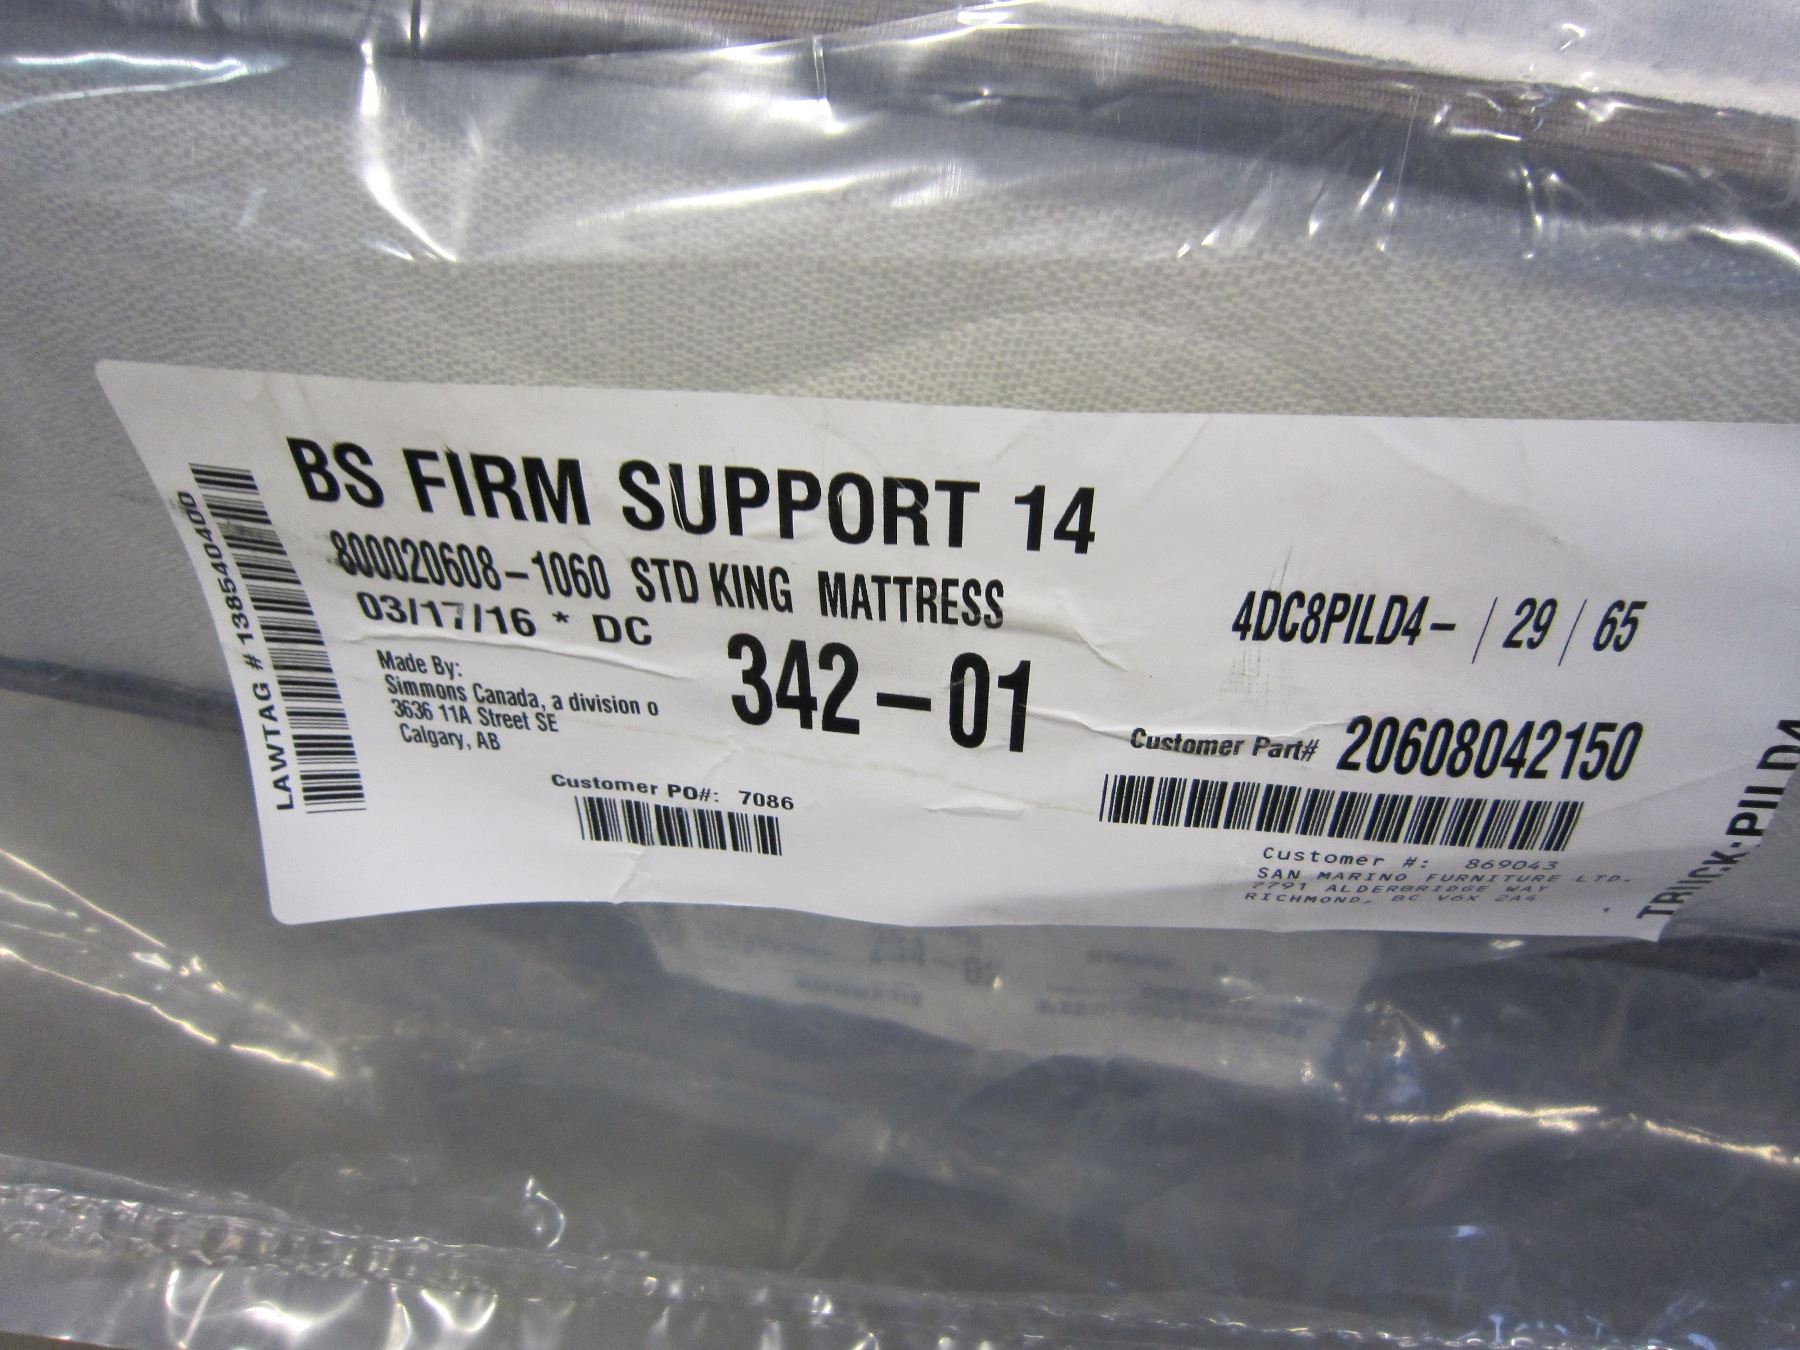 BS FIRM SUPPORT 14
800020608-1060 STD KING MATTRESS
03/17/16 * DC
342-01
4DC8PILD4- / 29 / 65
Made By:
Simmons Canada, a division o
3636 11A Street SE
Calgary, AB
Customer PO#: 7086
Customer Part# 20608042150
Customer #: 869043
SAN MARINO FURNITURE LTD.
7791 ALDERBRIDGE WAY
RICHMOND, BC V6X 2A4
LAWTAG # 138540400
TRUCK-PILD4